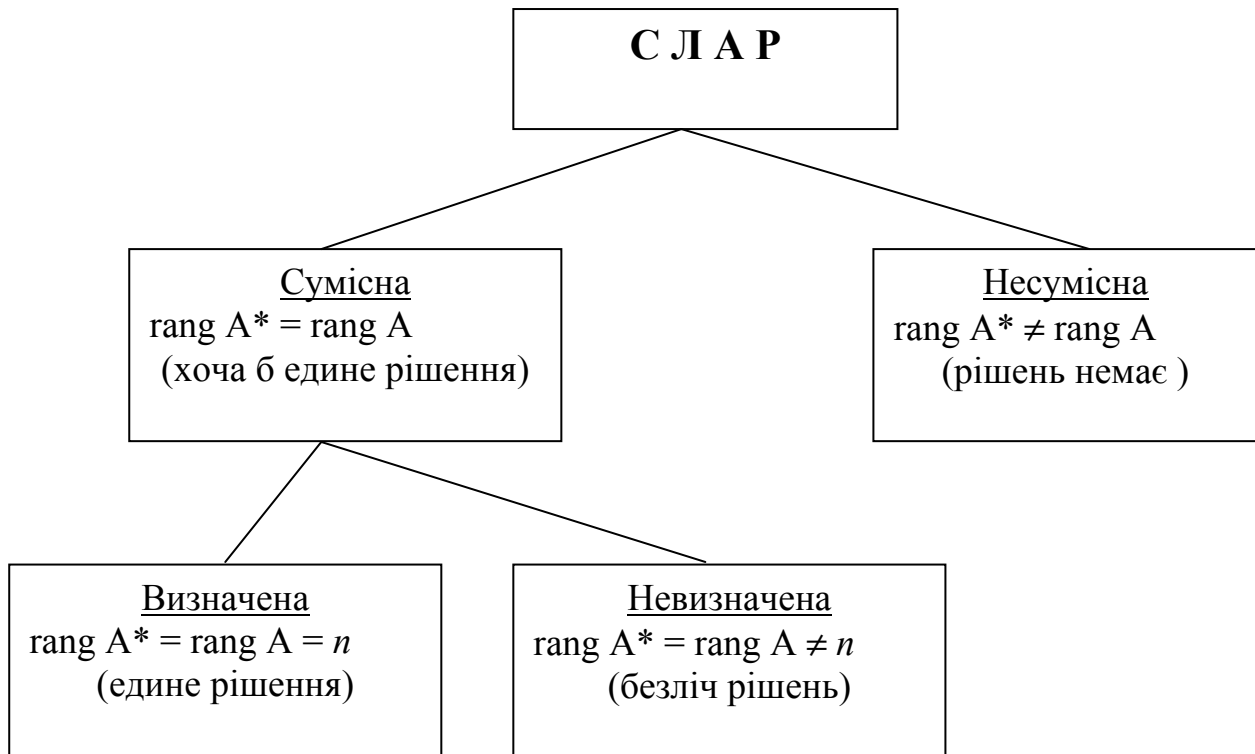 С Л А Р
Сумісна
rang A* = rang A
(хоча б едине рішення)
Несумісна
rang A* ≠ rang A
(рішень немає )
Визначена
rang A* = rang A = n
(едине рішення)
Невизначена
rang A* = rang A ≠ n
(безліч рішень)